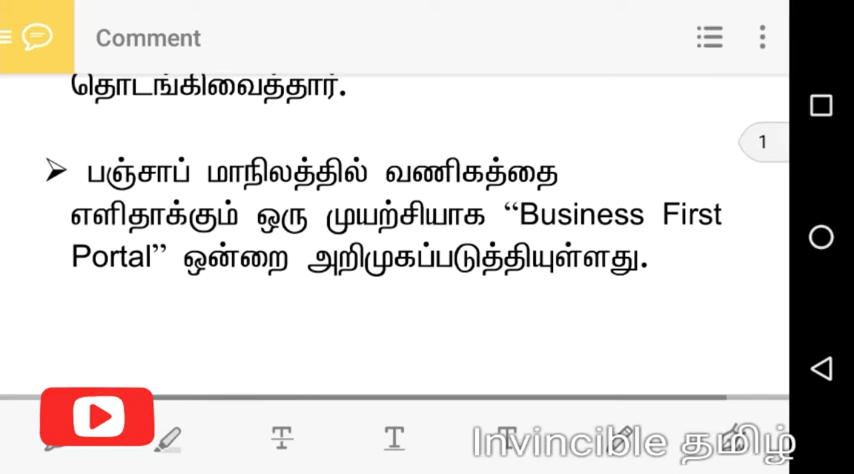 Comment
தொடங்கிவைத்தார்.
1
➢ பஞ்சாப் மாநிலத்தில் வணிகத்தை
எளிதாக்கும் ஒரு முயற்சியாக “Business First
Portal” ஒன்றை அறிமுகப்படுத்தியுள்ளது.
Invincible தமிழ்